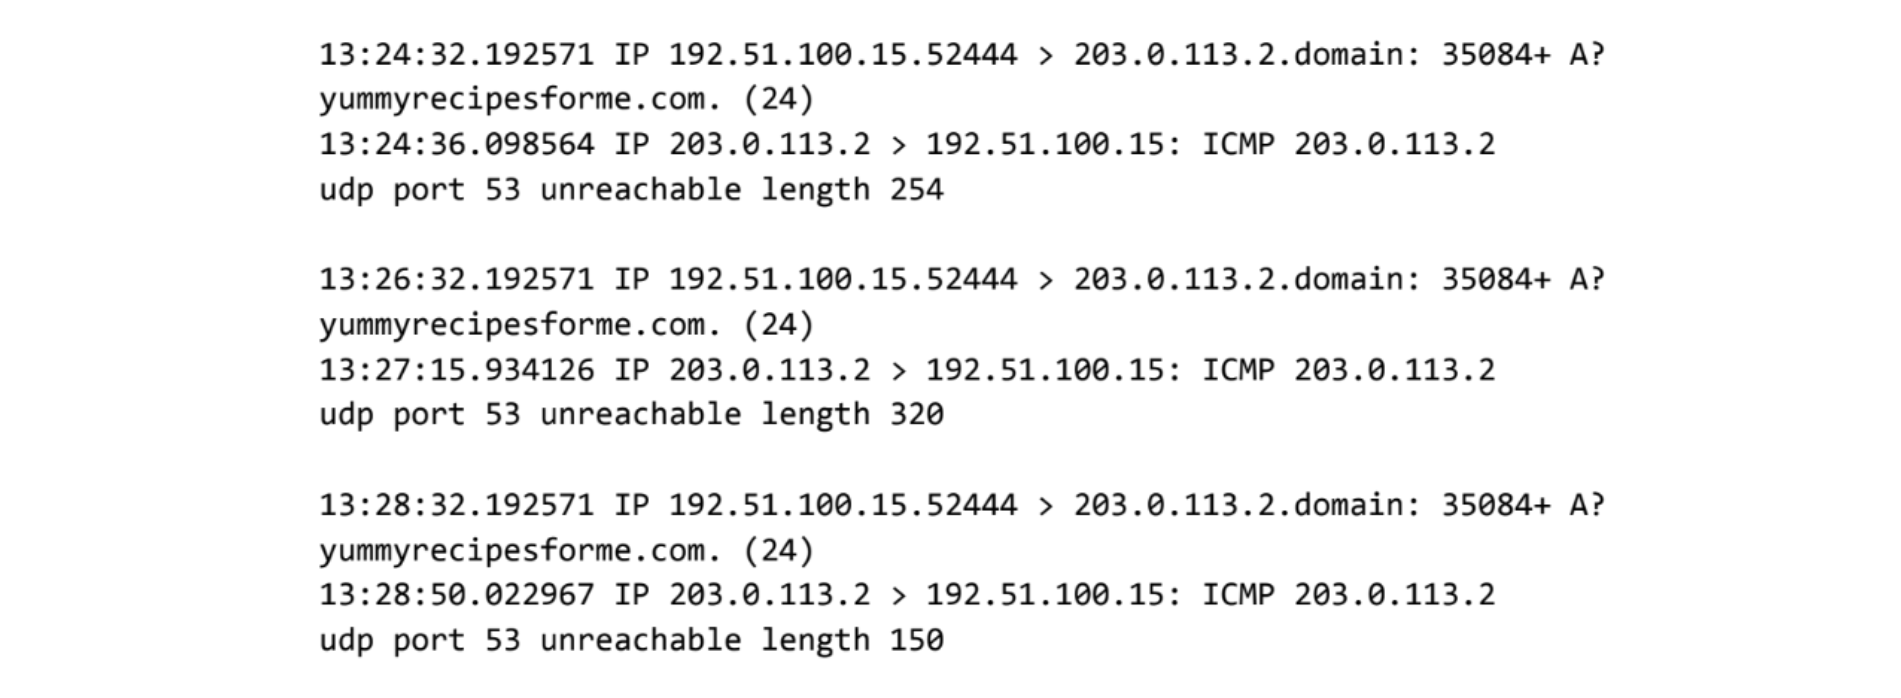 13:24:32.192571 IP 192.51.100.15.52444 > 203.0.113.2.domain: 35084+ A?
yummyrecipesforme.com. (24)
13:24:36.098564 IP 203.0.113.2 > 192.51.100.15: ICMP 203.0.113.2
udp port 53 unreachable length 254
13:26:32.192571 IP 192.51.100.15.52444 > 203.0.113.2.domain: 35084+ A?
yummyrecipesforme.com. (24)
13:27:15.934126 IP 203.0.113.2 > 192.51.100.15: ICMP 203.0.113.2
udp port 53 unreachable length 320
13:28:32.192571 IP 192.51.100.15.52444 > 203.0.113.2.domain: 35084+ A?
yummyrecipesforme.com. (24)
13:28:50.022967 IP 203.0.113.2 > 192.51.100.15: ICMP 203.0.113.2
udp port 53 unreachable length 150